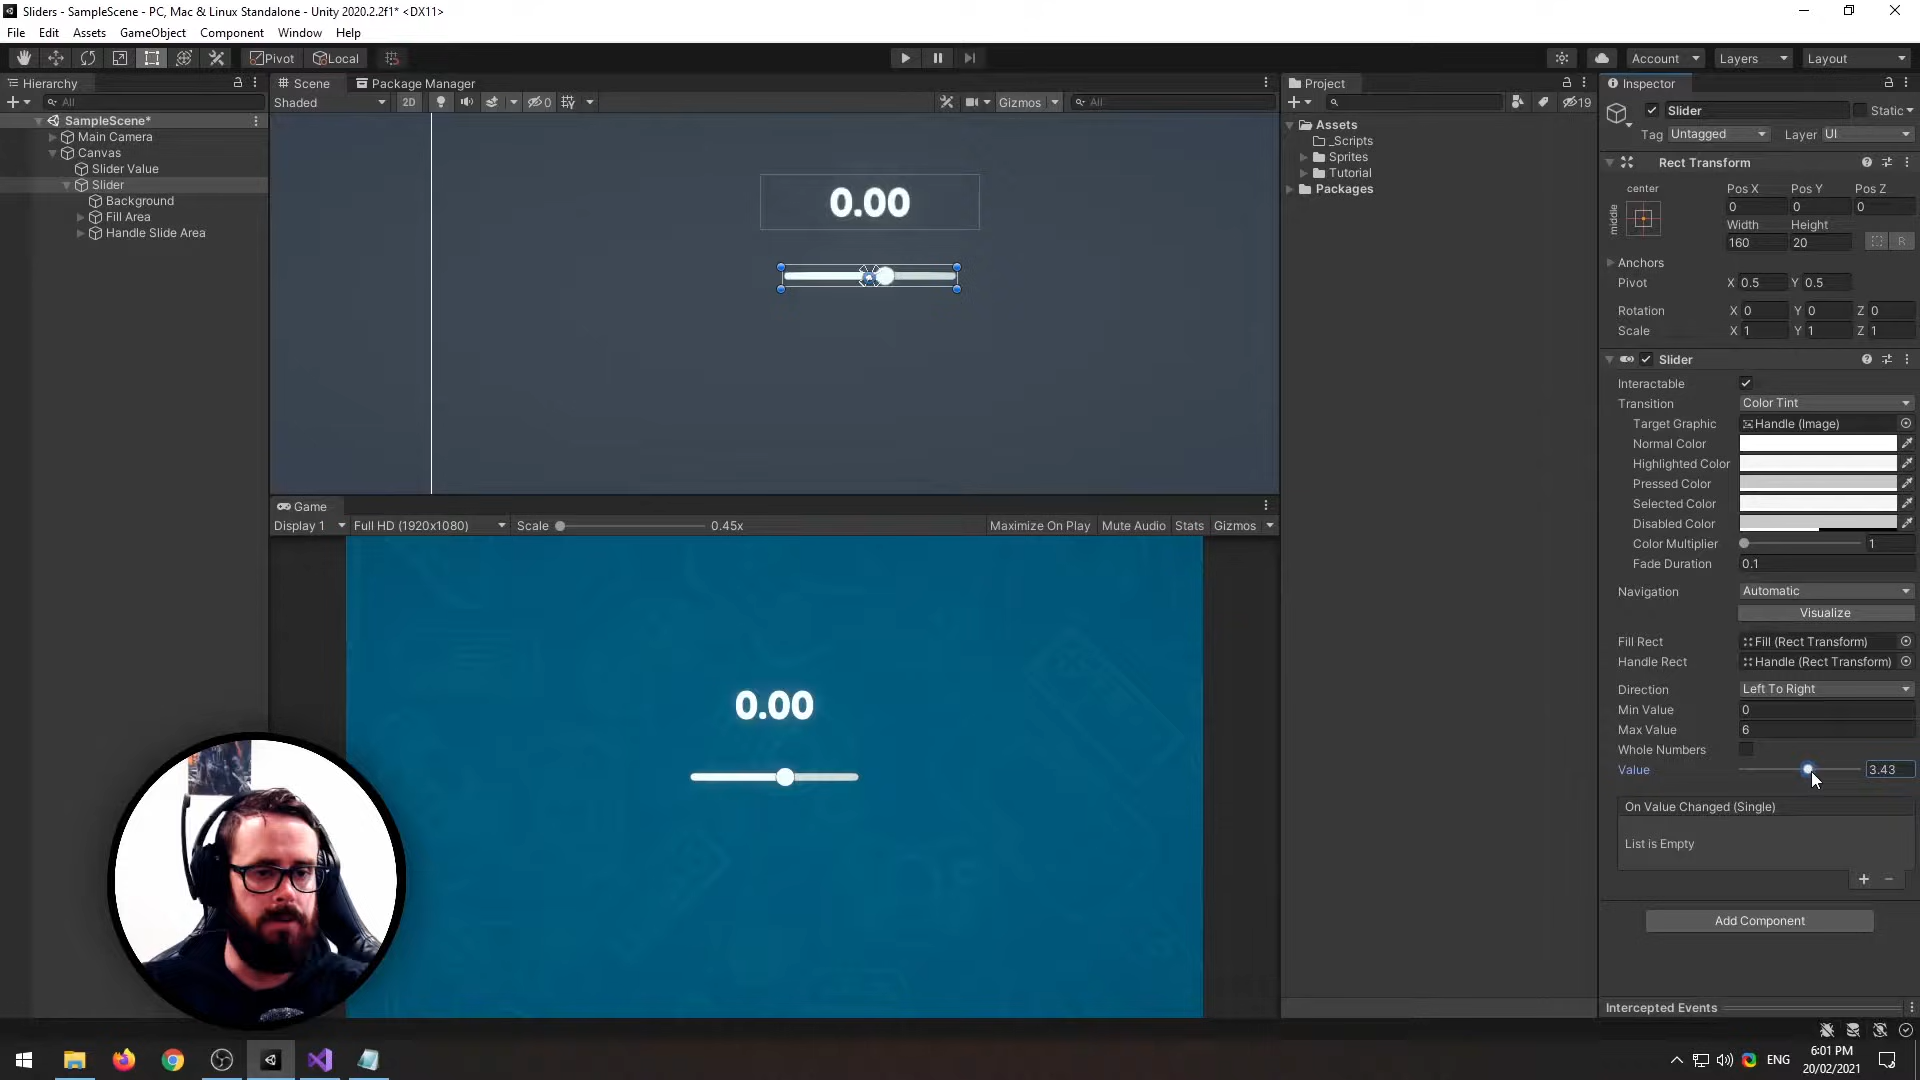 Sliders - SampleScene - PC, Mac & Linux Standalone - Unity 2020.2.2f1* <DX11>
File Edit Assets GameObject Component Window Help
Pivot Local Account Layers Layout
Hierarchy
All
SampleScene*
Main Camera
Canvas
Slider Value
Slider
Background
Fill Area
Handle Slide Area
Scene Package Manager
Shaded 2D 0 Gizmos All
0.00
Game
Display 1 Full HD (1920x1080) Scale 0.45x Maximize On Play Mute Audio Stats Gizmos
0.00
Project
19
Assets
_Scripts
Sprites
Tutorial
Packages
Inspector
Slider Static
Tag Untagged Layer UI
Rect Transform
center Pos X Pos Y Pos Z
middle 0 0 0
Width Height
160 20 R
Anchors
Pivot X 0.5 Y 0.5
Rotation X 0 Y 0 Z 0
Scale X 1 Y 1 Z 1
Slider
Interactable
Transition Color Tint
Target Graphic Handle (Image)
Normal Color
Highlighted Color
Pressed Color
Selected Color
Disabled Color
Color Multiplier 1
Fade Duration 0.1
Navigation Automatic
Visualize
Fill Rect Fill (Rect Transform)
Handle Rect Handle (Rect Transform)
Direction Left To Right
Min Value 0
Max Value 6
Whole Numbers
Value 3.43
On Value Changed (Single)
List is Empty
Add Component
Intercepted Events
ENG 6:01 PM
20/02/2021